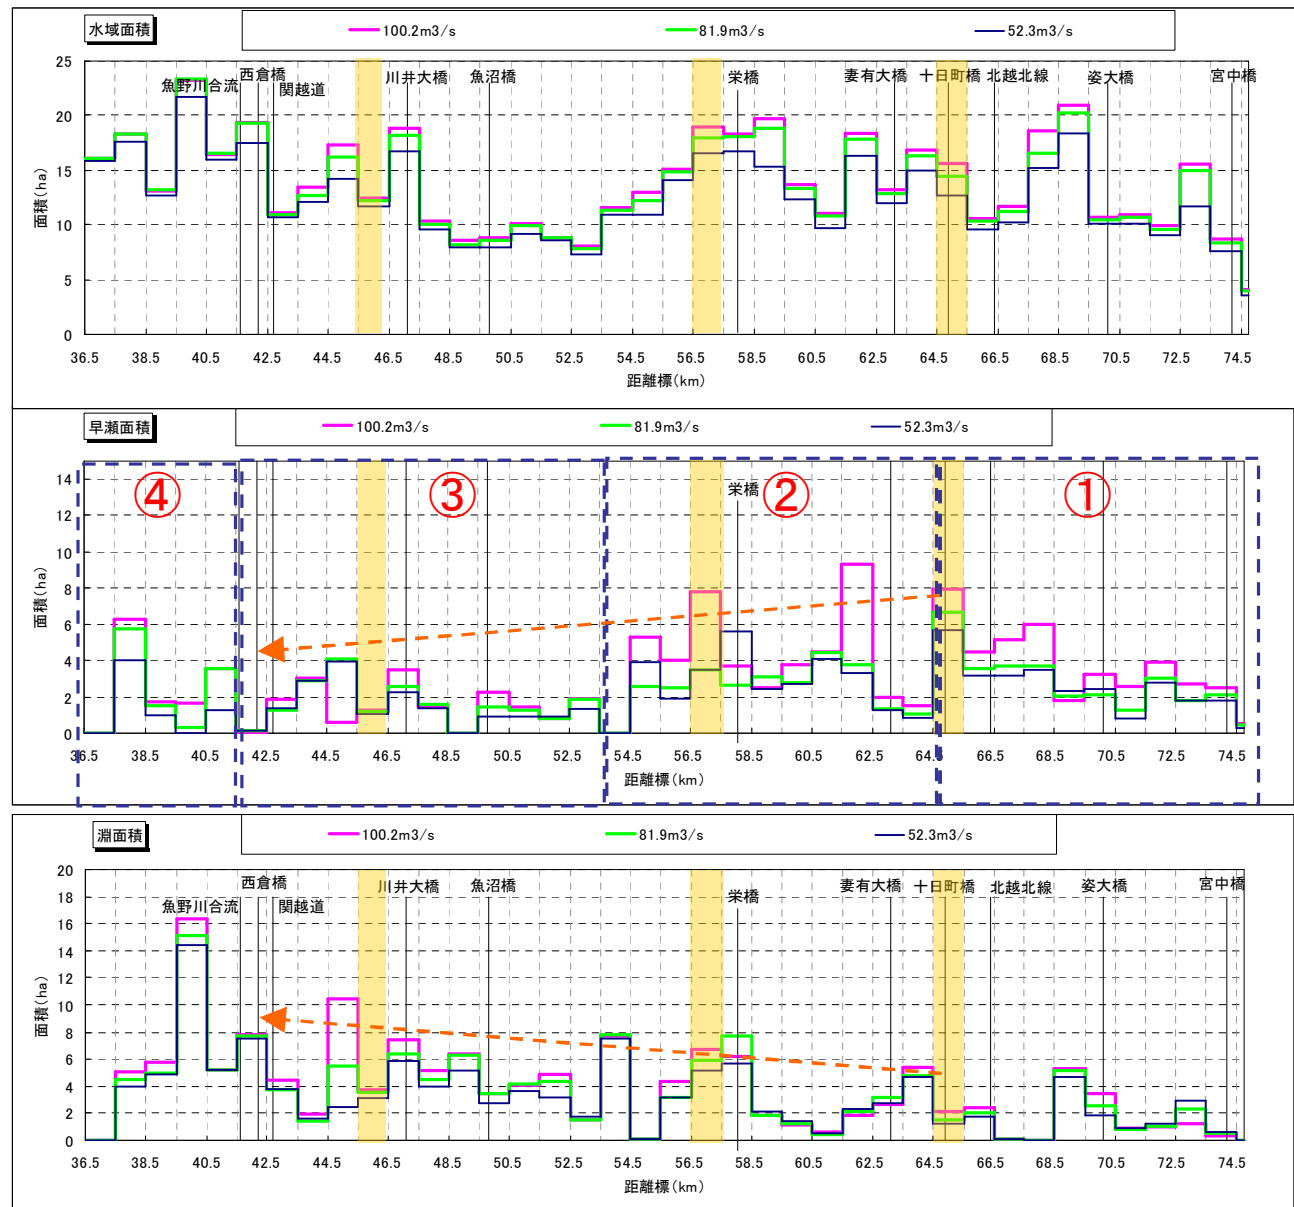 水域面積
100.2m3/s 81.9m3/s 52.3m3/s
魚野川合流 西倉橋 関越道 川井大橋 魚沼橋 栄橋 妻有大橋 十日町橋 北越北線 姿大橋 宮中橋
面積(ha)
25
20
15
10
5
0
36.5 38.5 40.5 42.5 44.5 46.5 48.5 50.5 52.5 54.5 56.5 58.5 60.5 62.5 64.5 66.5 68.5 70.5 72.5 74.5
距離標(km)
早瀬面積
100.2m3/s 81.9m3/s 52.3m3/s
④ ③ 栄橋 ② ①
面積(ha)
14
12
10
8
6
4
2
0
36.5 38.5 40.5 42.5 44.5 46.5 48.5 50.5 52.5 54.5 56.5 58.5 60.5 62.5 64.5 66.5 68.5 70.5 72.5 74.5
距離標(km)
淵面積
100.2m3/s 81.9m3/s 52.3m3/s
魚野川合流 西倉橋 関越道 川井大橋 魚沼橋 栄橋 妻有大橋 十日町橋 北越北線 姿大橋 宮中橋
面積(ha)
20
18
16
14
12
10
8
6
4
2
0
36.5 38.5 40.5 42.5 44.5 46.5 48.5 50.5 52.5 54.5 56.5 58.5 60.5 62.5 64.5 66.5 68.5 70.5 72.5 74.5
距離標(km)